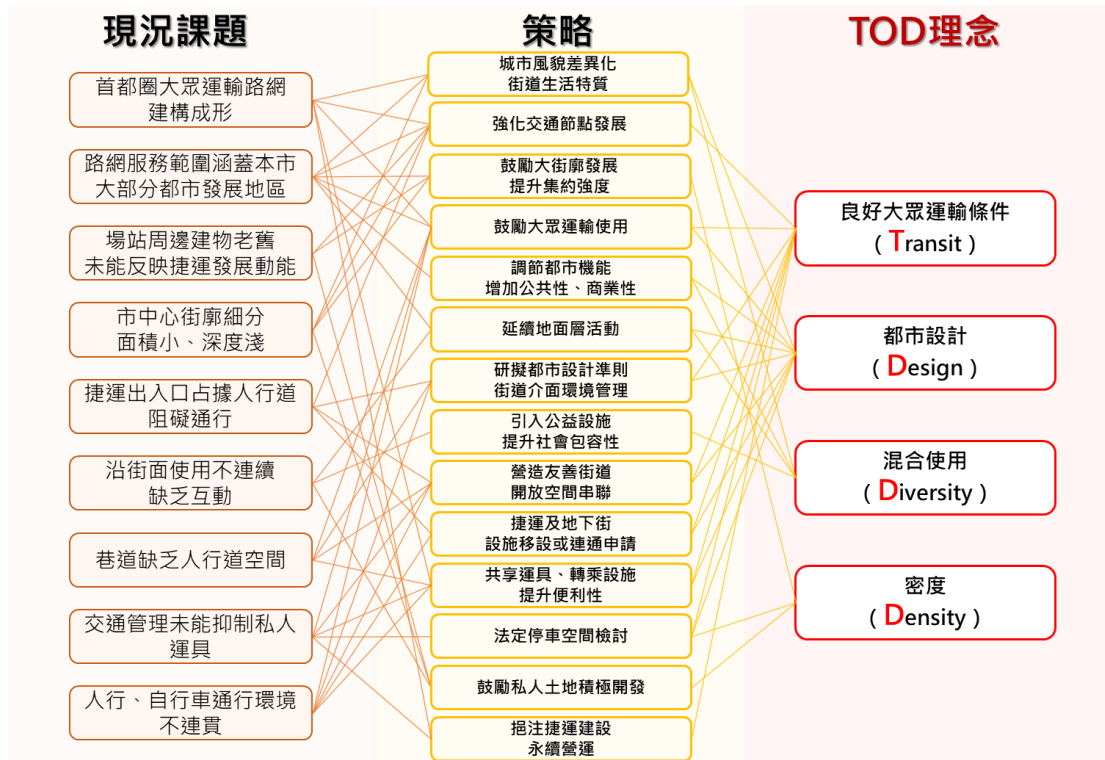 現況課題
策略
TOD理念
首都圈大眾運輸路網
建構成形
路網服務範圍涵蓋本市
大部分都市發展地區
場站周邊建物老舊
未能反映捷運發展動能
市中心街廓細分
面積小、深度淺
捷運出入口占據人行道
阻礙通行
沿街面使用不連續
缺乏互動
巷道缺乏人行道空間
交通管理未能抑制私人
運具
人行、自行車通行環境
不連貫
城市風貌差異化
街道生活特質
強化交通節點發展
鼓勵大街廓發展
提升集約強度
鼓勵大眾運輸使用
調節都市機能
增加公共性、商業性
延續地面層活動
研擬都市設計準則
街道介面環境管理
引入公益設施
提升社會包容性
營造友善街道
開放空間串聯
捷運及地下街
設施移設或連通申請
共享運具、轉乘設施
提升便利性
法定停車空間檢討
鼓勵私人土地積極開發
挹注捷運建設
永續營運
良好大眾運輸條件
（Transit）
都市設計
（Design）
混合使用
（Diversity）
密度
（Density）